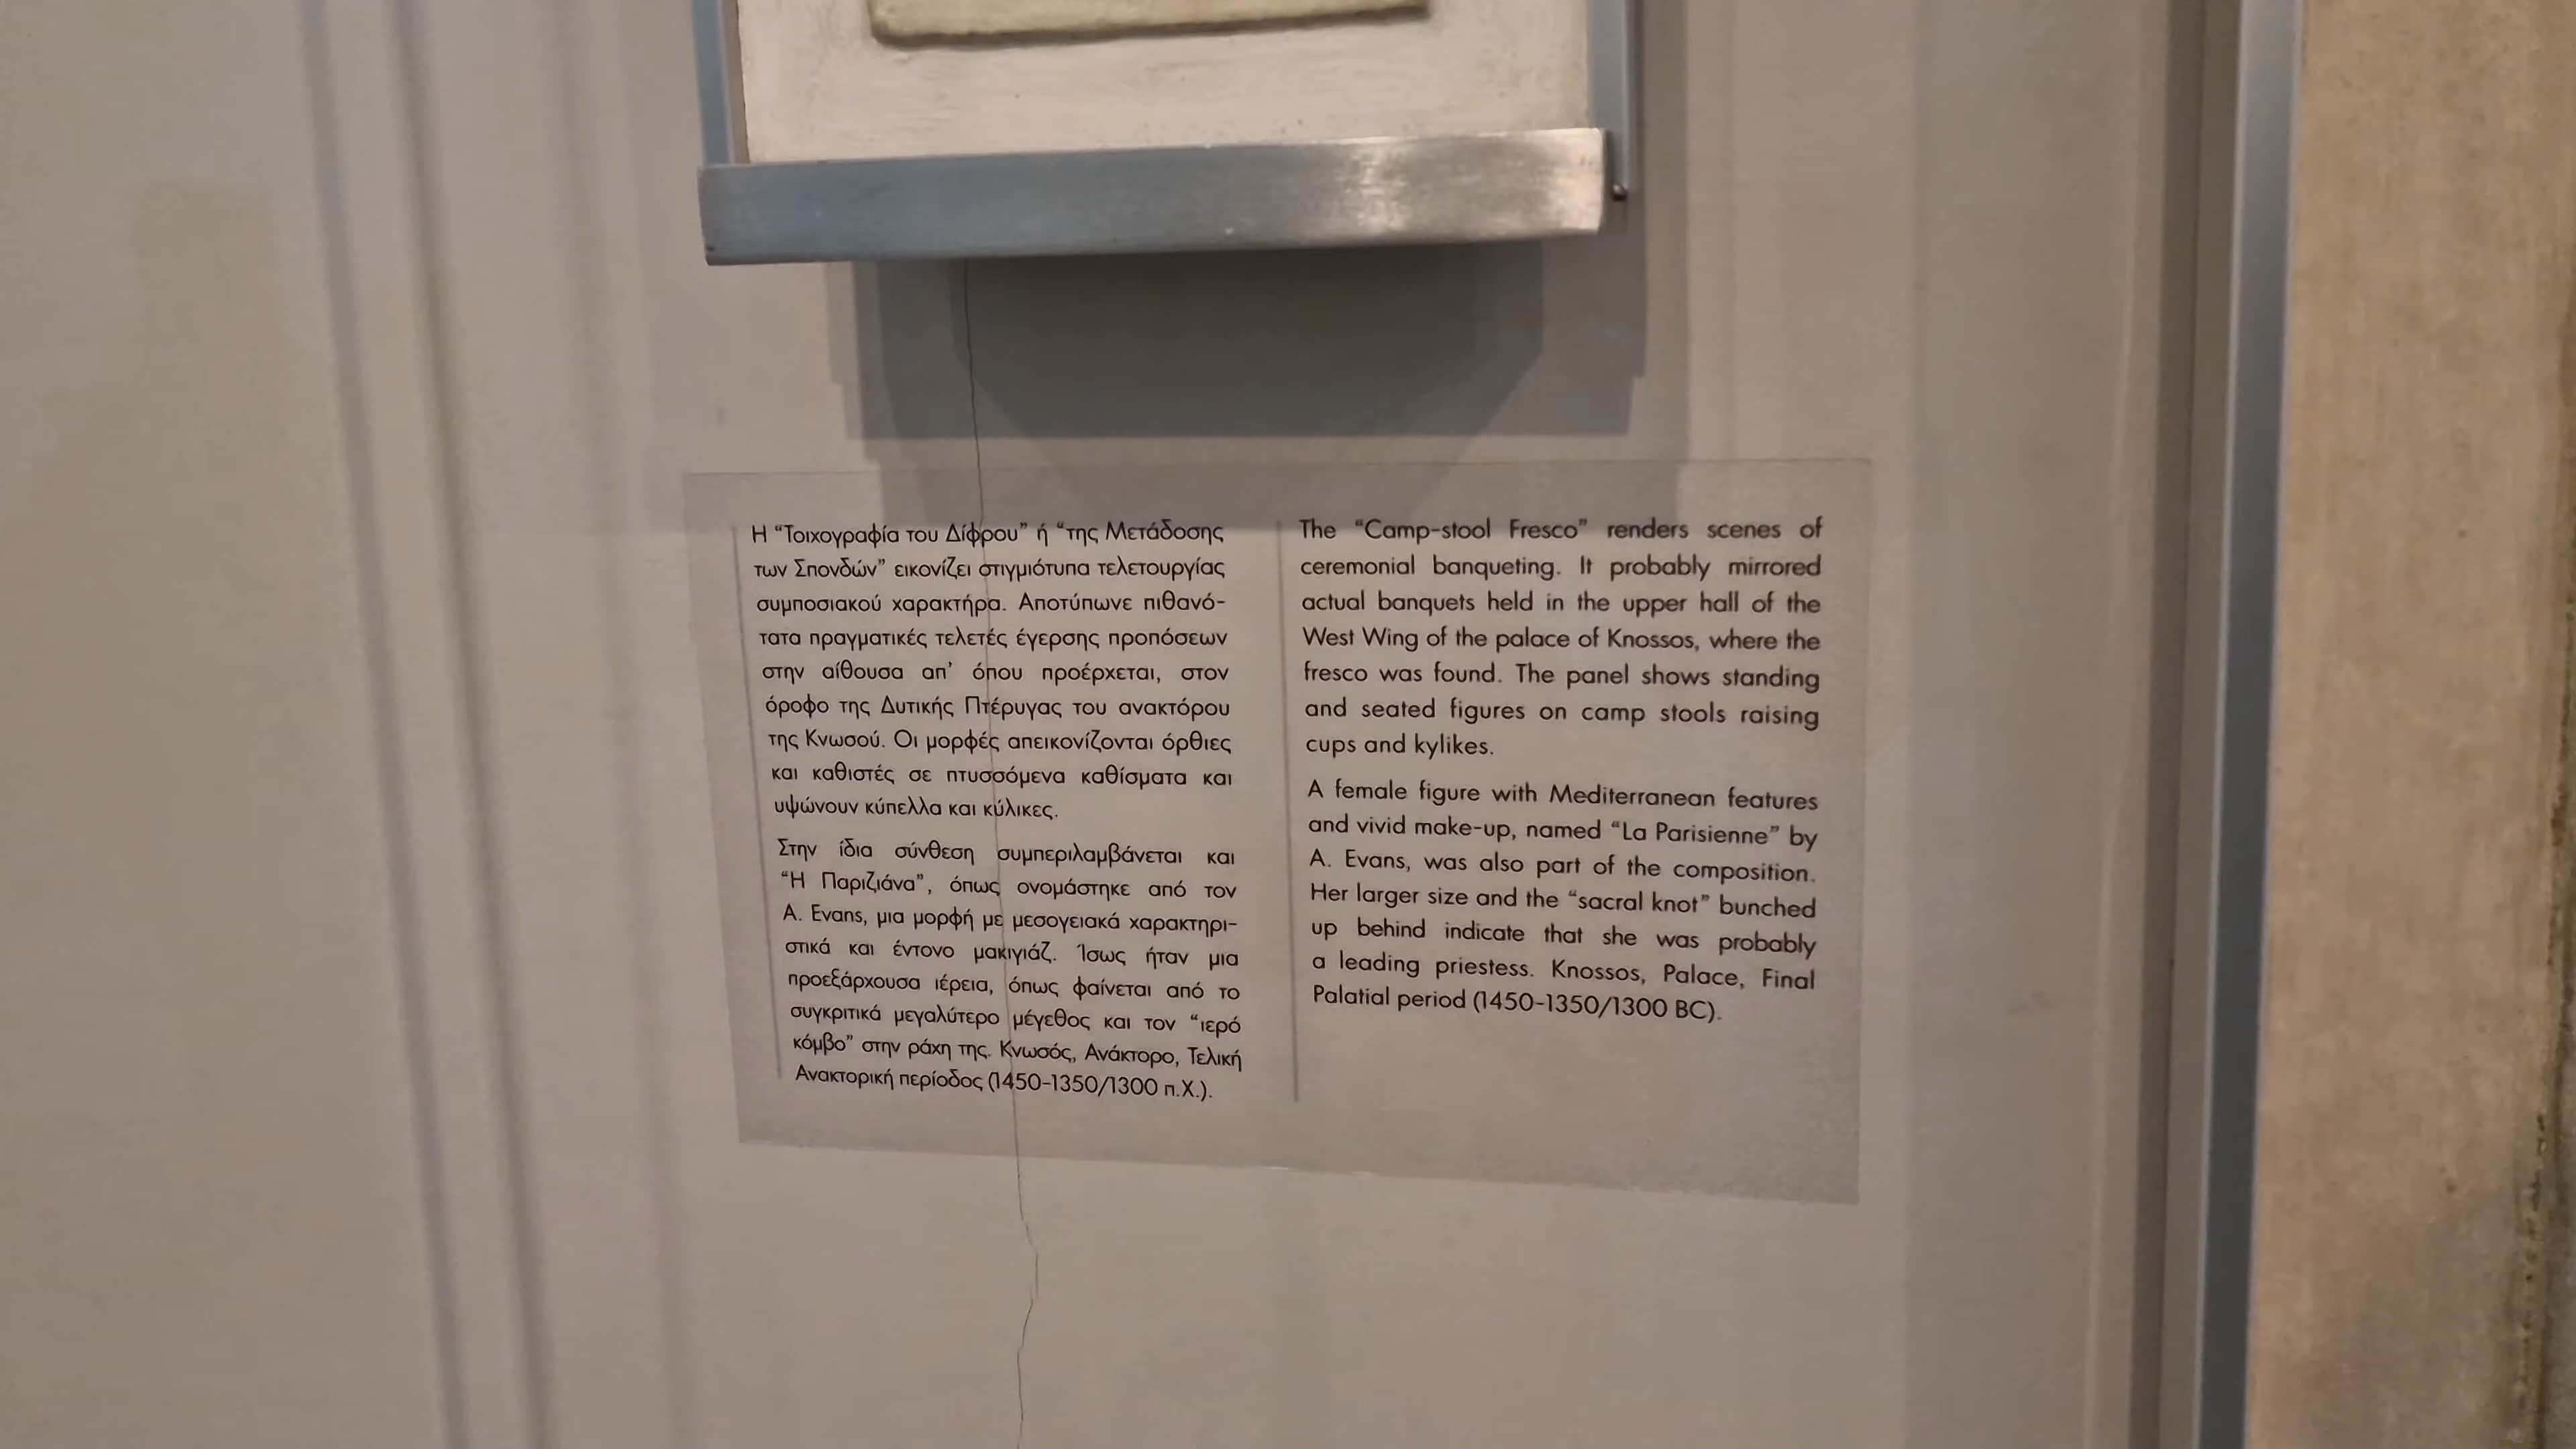 Η “Τοιχογραφία του Δίφρου” ή “της Μετάδοσης
των Σπονδών” εικονίζει στιγμιότυπα τελετουργίας
συμποσιακού χαρακτήρα. Αποτύπωνε πιθανό-
τατα πραγματικές τελετές έγερσης προπόσεων
στην αίθουσα απ’ όπου προέρχεται, στον
όροφο της Δυτικής Πτέρυγας του ανακτόρου
της Κνωσού. Οι μορφές απεικονίζονται όρθιες
και καθιστές σε πτυσσόμενα καθίσματα και
υψώνουν κύπελλα και κύλικες.
Στην ίδια σύνθεση συμπεριλαμβάνεται και
“Η Παριζιάνα”, όπως ονομάστηκε από τον
A. Evans, μια μορφή με μεσογειακά χαρακτηρι-
στικά και έντονο μακιγιάζ. Ίσως ήταν μια
προεξάρχουσα ιέρεια, όπως φαίνεται από το
συγκριτικά μεγαλύτερο μέγεθος και τον “ιερό
κόμβο” στην ράχη της. Κνωσός, Ανάκτορο, Τελική
Ανακτορική περίοδος (1450-1350/1300 π.Χ.).
The “Camp-stool Fresco” renders scenes of
ceremonial banqueting. It probably mirrored
actual banquets held in the upper hall of the
West Wing of the palace of Knossos, where the
fresco was found. The panel shows standing
and seated figures on camp stools raising
cups and kylikes.
A female figure with Mediterranean features
and vivid make-up, named “La Parisienne” by
A. Evans, was also part of the composition.
Her larger size and the “sacral knot” bunched
up behind indicate that she was probably
a leading priestess. Knossos, Palace, Final
Palatial period (1450-1350/1300 BC).